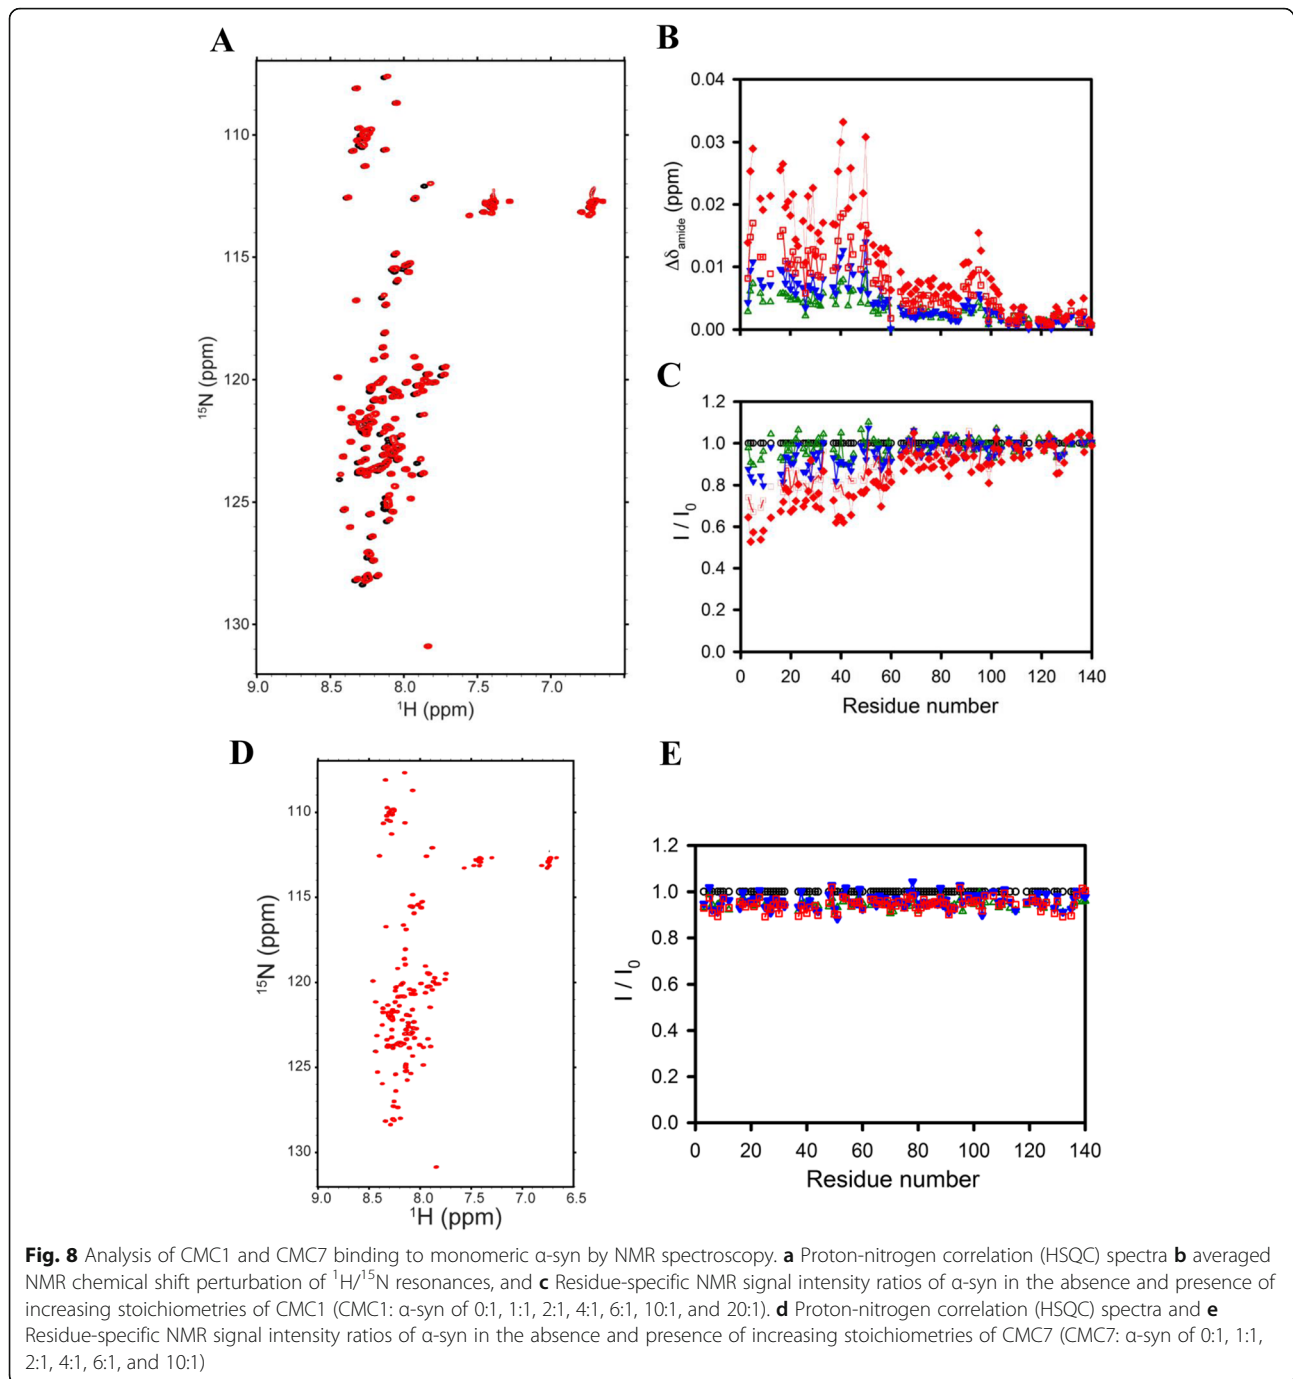 A
110
115
120
125
130
9.0 8.5 8.0 7.5 7.0
15N (ppm)
1H (ppm)
B
0.04
0.03
0.02
0.01
0.00
Δδamide (ppm)
C
1.2
1.0
0.8
0.6
0.4
0.2
0.0
I / I0
0 20 40 60 80 100 120 140
Residue number
D
110
115
120
125
130
9.0 8.5 8.0 7.5 7.0 6.5
15N (ppm)
1H (ppm)
E
1.2
1.0
0.8
0.6
0.4
0.2
0.0
I / I0
0 20 40 60 80 100 120 140
Residue number
Fig. 8 Analysis of CMC1 and CMC7 binding to monomeric α-syn by NMR spectroscopy. a Proton-nitrogen correlation (HSQC) spectra b averaged
NMR chemical shift perturbation of 1H/15N resonances, and c Residue-specific NMR signal intensity ratios of α-syn in the absence and presence of
increasing stoichiometries of CMC1 (CMC1: α-syn of 0:1, 1:1, 2:1, 4:1, 6:1, 10:1, and 20:1). d Proton-nitrogen correlation (HSQC) spectra and e
Residue-specific NMR signal intensity ratios of α-syn in the absence and presence of increasing stoichiometries of CMC7 (CMC7: α-syn of 0:1, 1:1,
2:1, 4:1, 6:1, and 10:1)